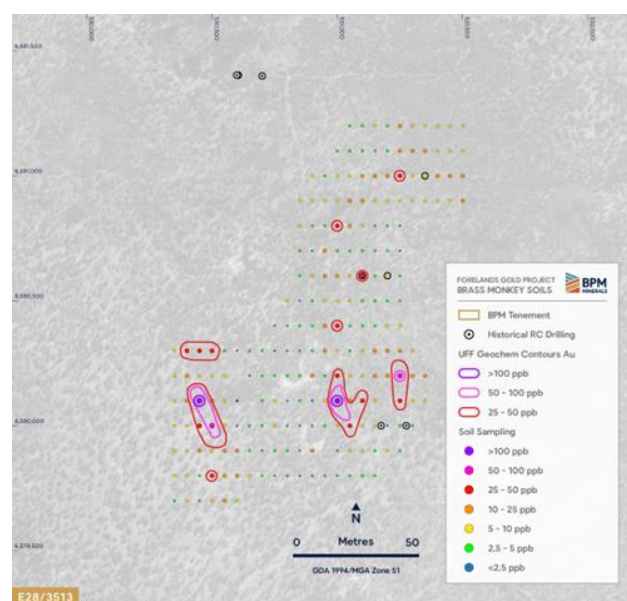 6,581,000
FORELANDS GOLD PROJECT
BRASS MONKEY SOILS
BPM
MINERALS
BPM Tenement
Historical RC Drilling
UFF Geochem Contours Au
>100 ppb
50 - 100 ppb
25 - 50 ppb
Soil Sampling
>100 ppb
50 - 100 ppb
25 - 50 ppb
10 - 25 ppb
5 - 10 ppb
2.5 - 5 ppb
<2.5 ppb
N
0 Metres 50
GDA 1994/MGA Zone 51
E28/3513